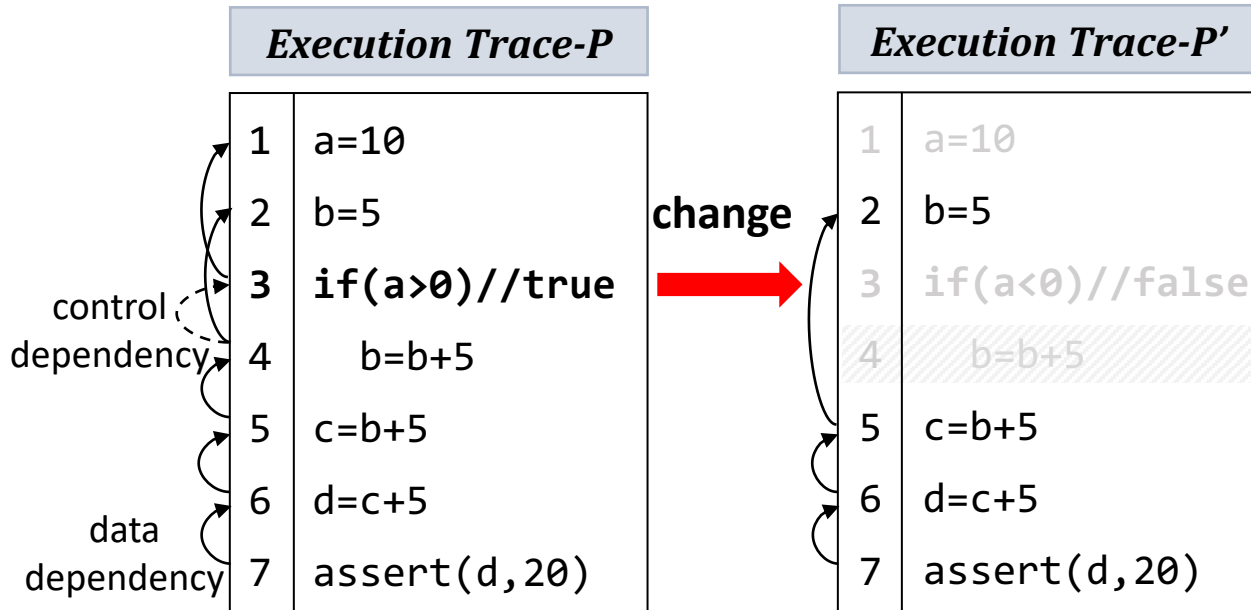 Execution Trace-P
1 a=10
2 b=5
3 if(a>0)//true
4 b=b+5
5 c=b+5
6 d=c+5
7 assert(d,20)
control
dependency
data
dependency
change
Execution Trace-P’
1 a=10
2 b=5
3 if(a<0)//false
4 b=b+5
5 c=b+5
6 d=c+5
7 assert(d,20)